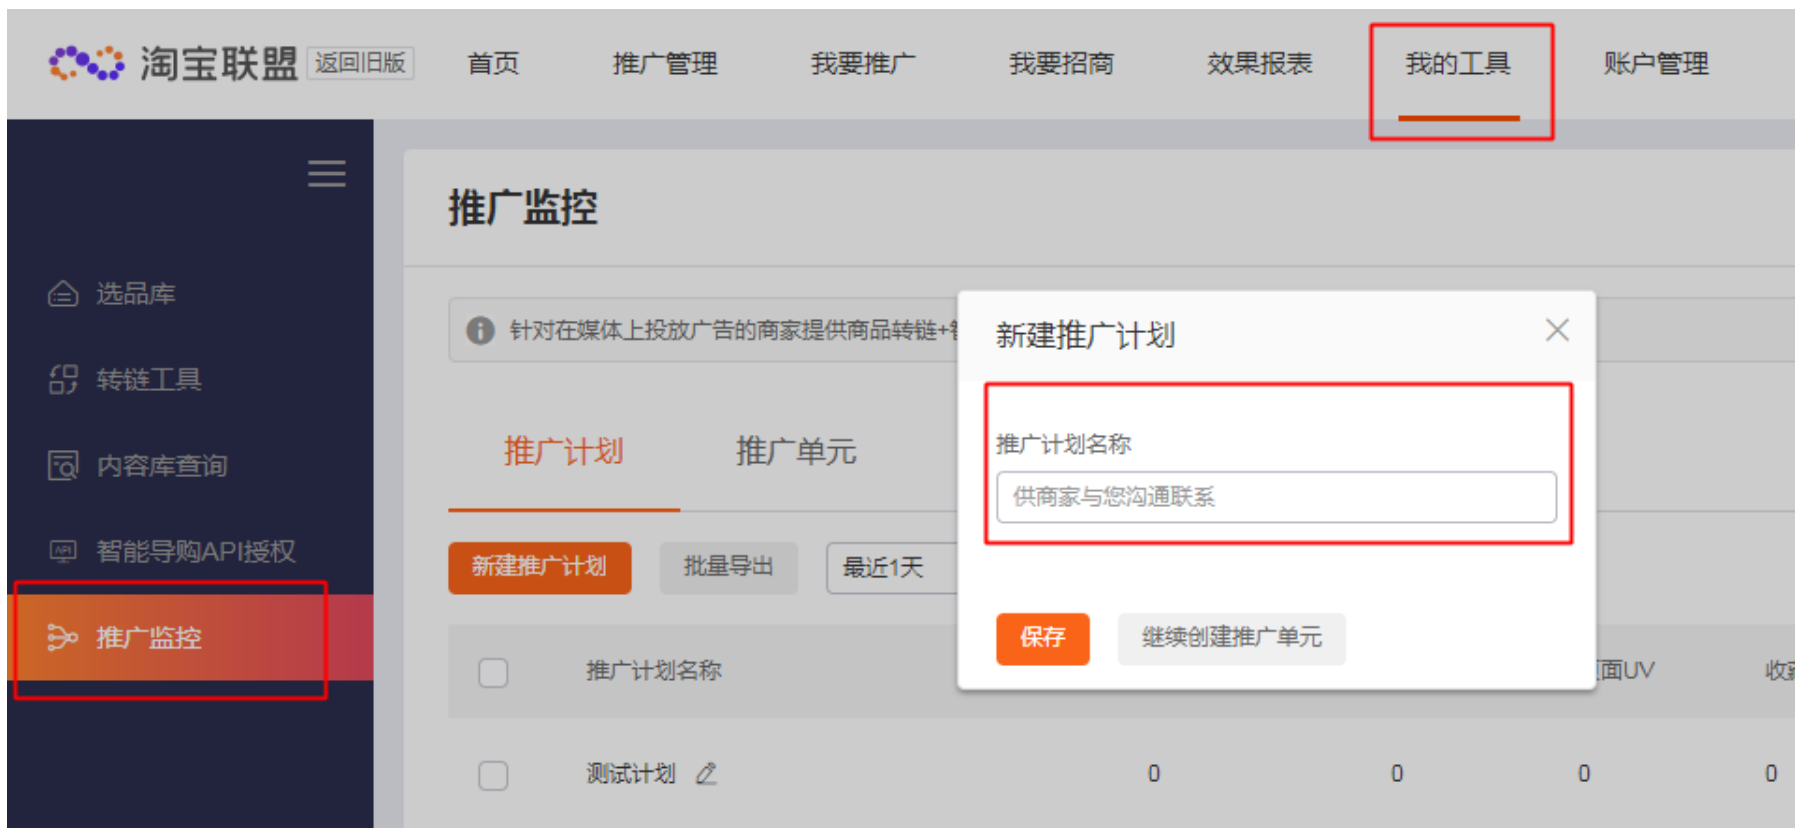 淘宝联盟 返回旧版 首页 推广管理 我要推广 我要招商 效果报表 我的工具 账户管理
推广监控
选品库
转链工具
内容库查询
智能导购API授权
推广监控
针对在媒体上投放广告的商家提供商品转链+
推广计划 推广单元
新建推广计划 批量导出 最近1天
推广计划名称 面UV 收
测试计划 0 0 0 0
新建推广计划
推广计划名称
供商家与您沟通联系
保存 继续创建推广单元